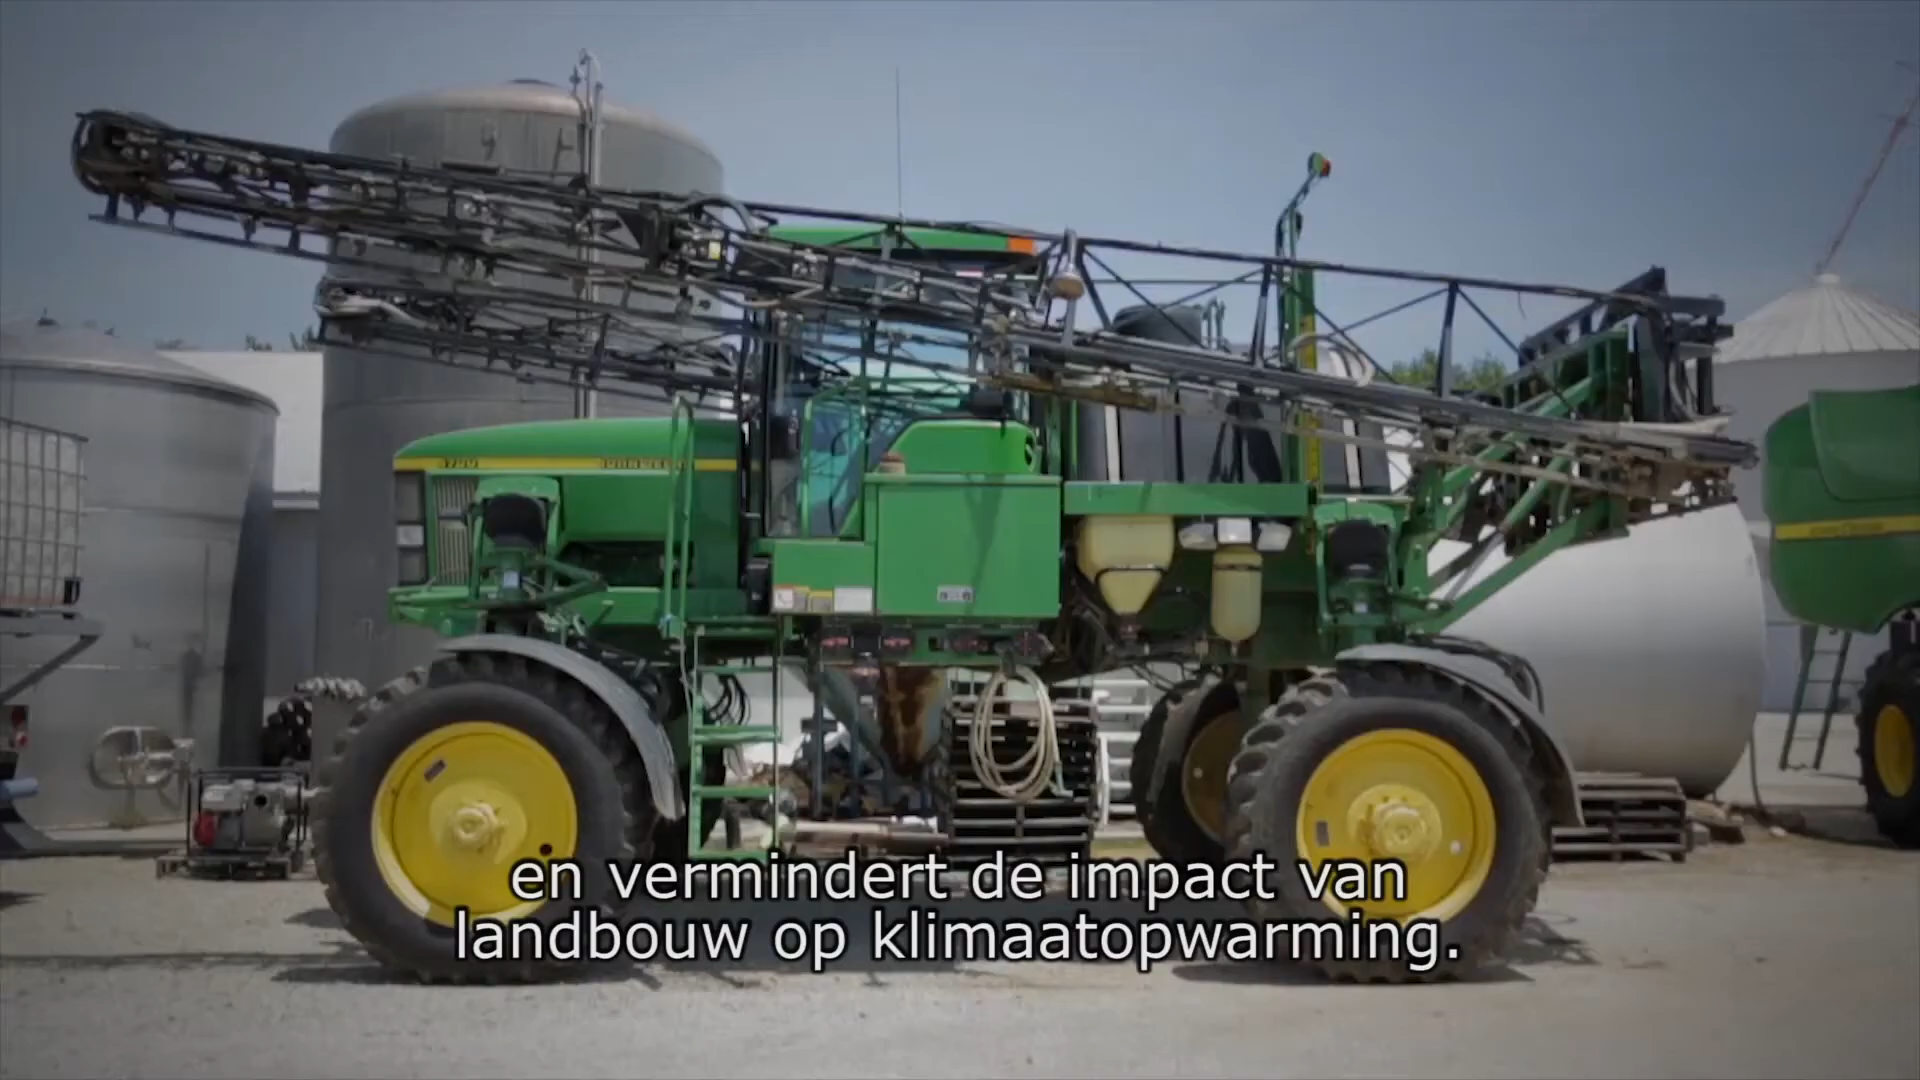 en vermindert de impact van
landbouw op klimaatopwarming.